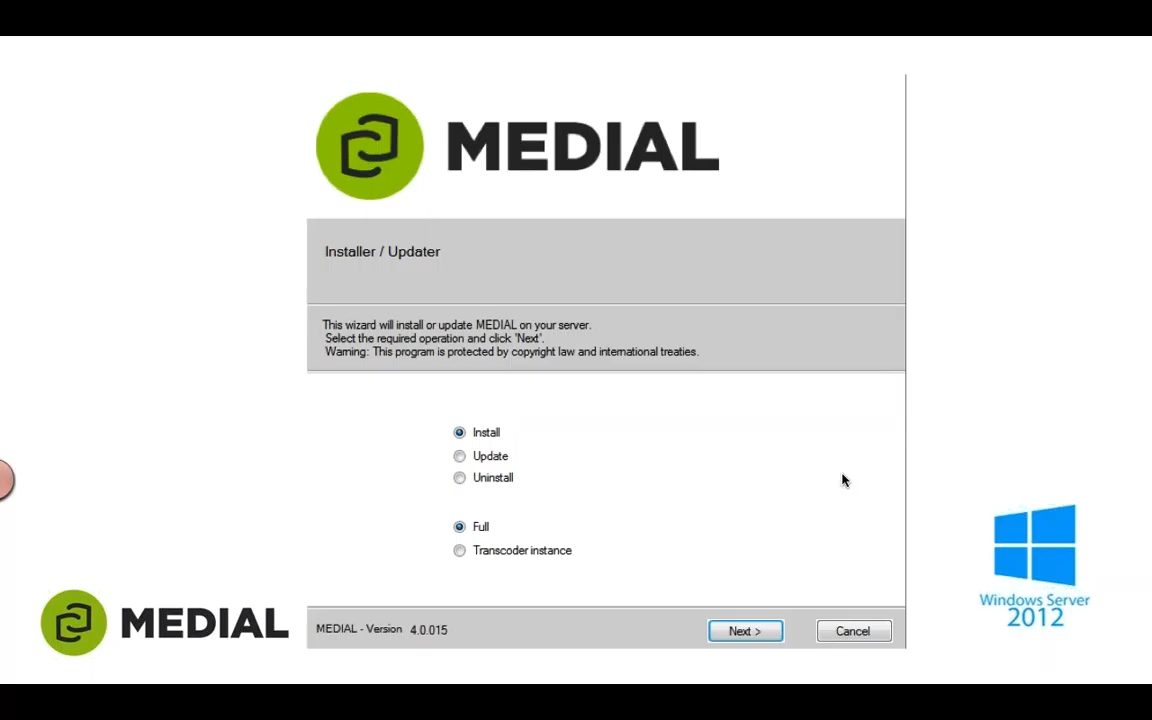 MEDIAL
Installer / Updater
This wizard will install or update MEDIAL on your server.
Select the required operation and click 'Next'.
Warning: This program is protected by copyright law and international treaties.
Install
Update
Uninstall
Full
Transcoder instance
MEDIAL - Version 4.0.015
Next >
Cancel
MEDIAL
Windows Server
2012